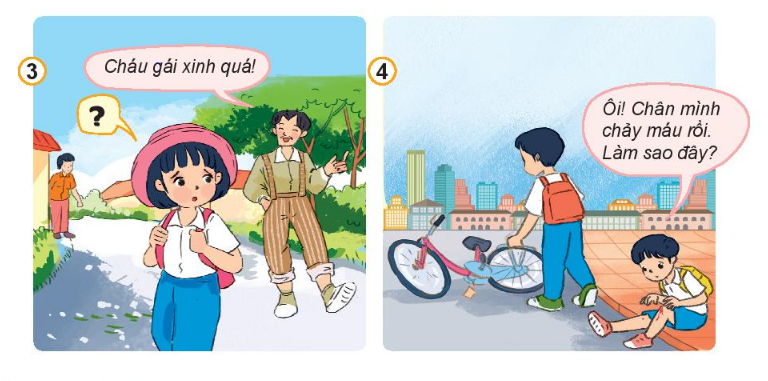 3
Cháu gái xinh quá!
?
4
Ôi! Chân mình
chảy máu rồi.
Làm sao đây?